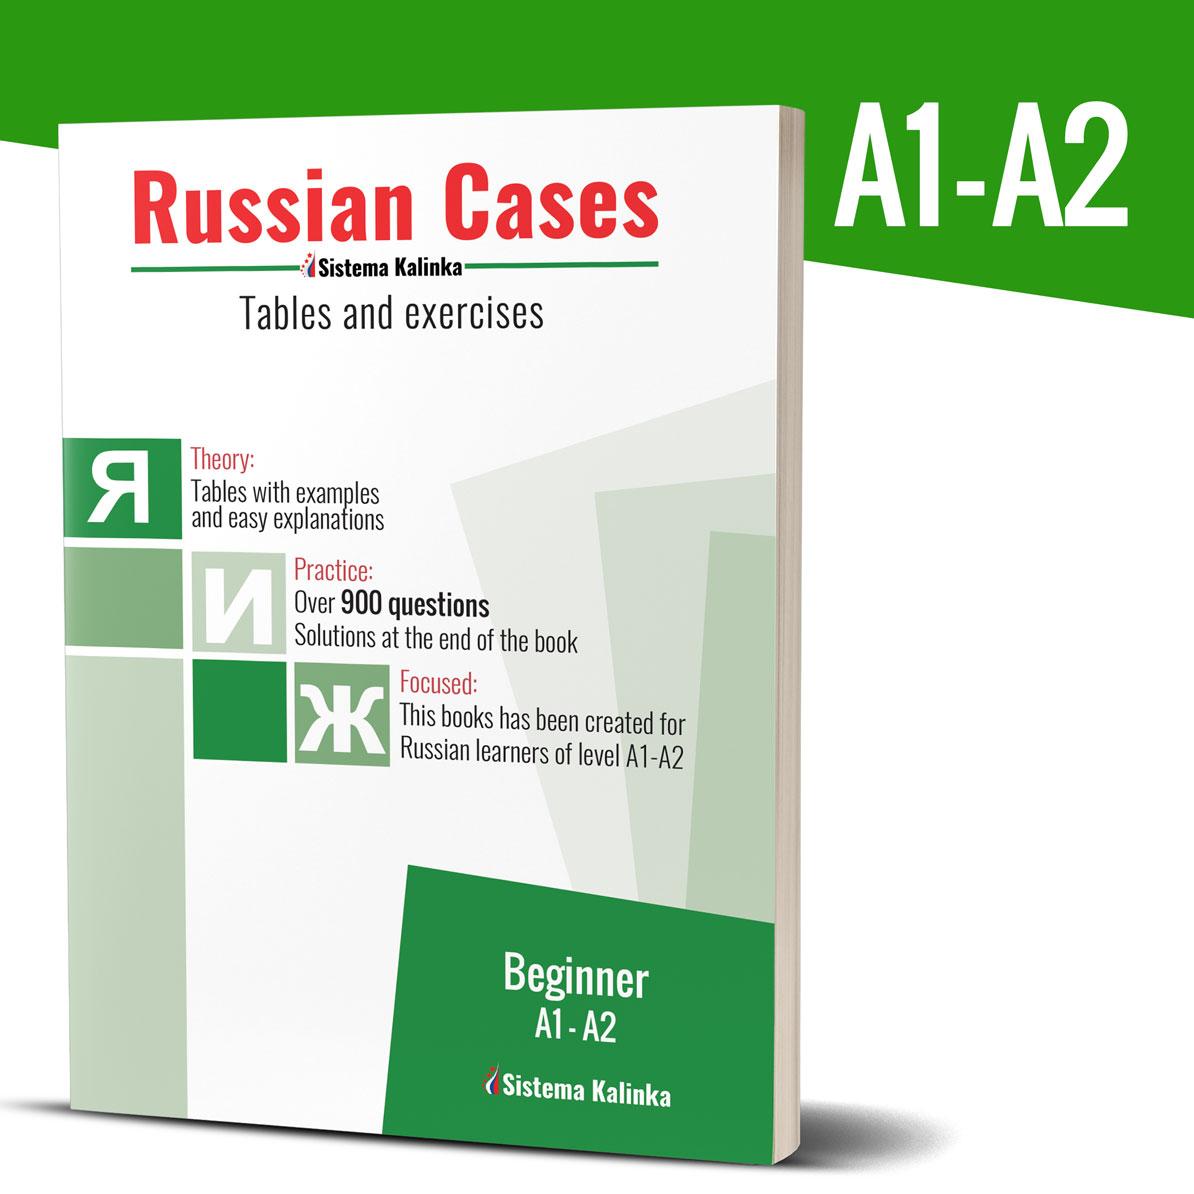 A1-A2
Russian Cases
Sistema Kalinka
Tables and exercises
Я
Theory:
Tables with examples
and easy explanations
И
Practice:
Over 900 questions
Solutions at the end of the book
Ж
Focused:
This books has been created for
Russian learners of level A1-A2
Beginner
A1 - A2
Sistema Kalinka